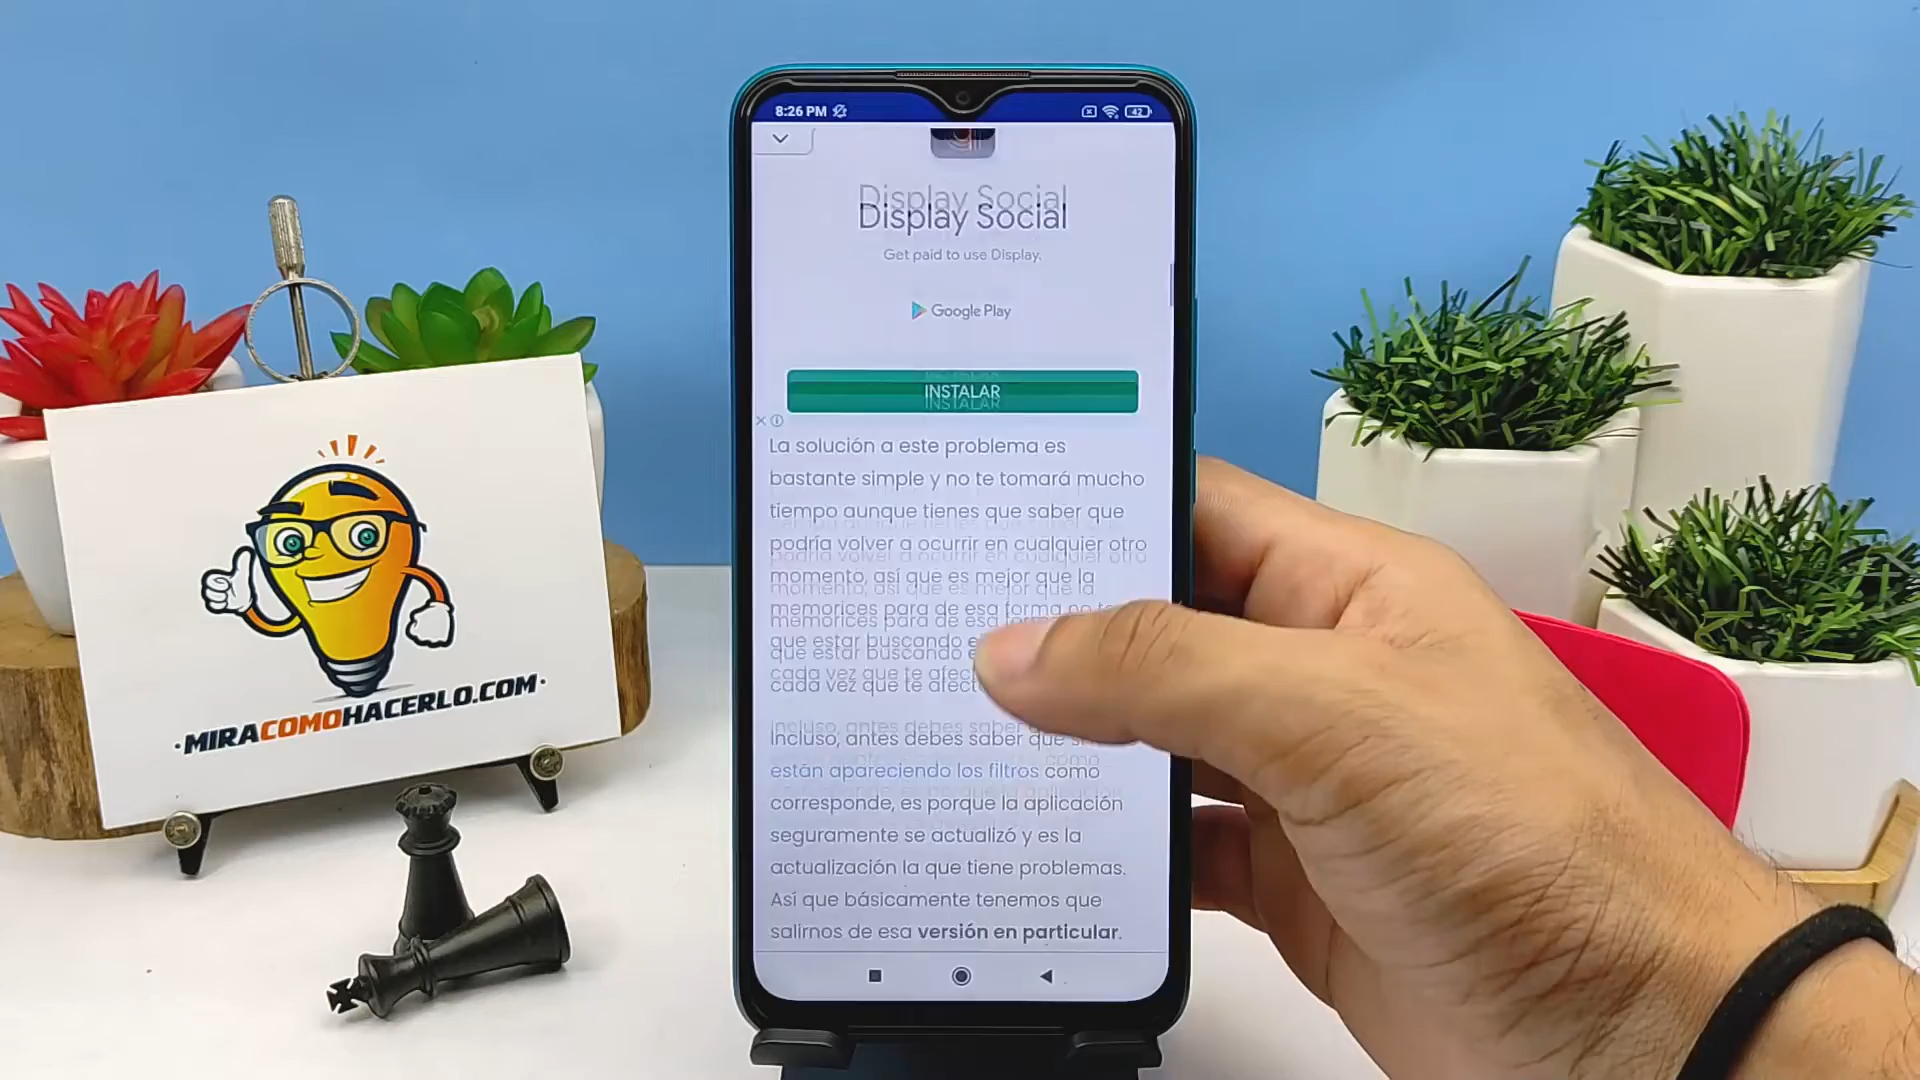 8:26 PM
42
Display Social
Get paid to use Display.
Google Play
INSTALAR
La solución a este problema es
bastante simple y no te tomará mucho
tiempo aunque tienes que saber que
podría volver a ocurrir en cualquier otro
momento, así que es mejor que la
memorices para de esa forma no
que estar buscando
cada vez que te
Incluso, antes debes saber que
están apareciendo los filtros como
corresponde, es porque la aplicación
seguramente se actualizó y es la
actualización la que tiene problemas.
Así que básicamente tenemos que
salirnos de esa versión en particular.
·MIRACOMOHACERLO.COM·